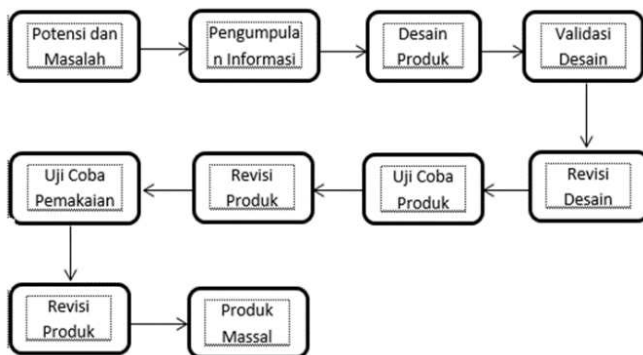 Potensi dan
Masalah
Pengumpula
n Informasi
Desain
Produk
Validasi
Desain
Revisi
Desain
Uji Coba
Produk
Revisi
Produk
Uji Coba
Pemakaian
Revisi
Produk
Produk
Massal